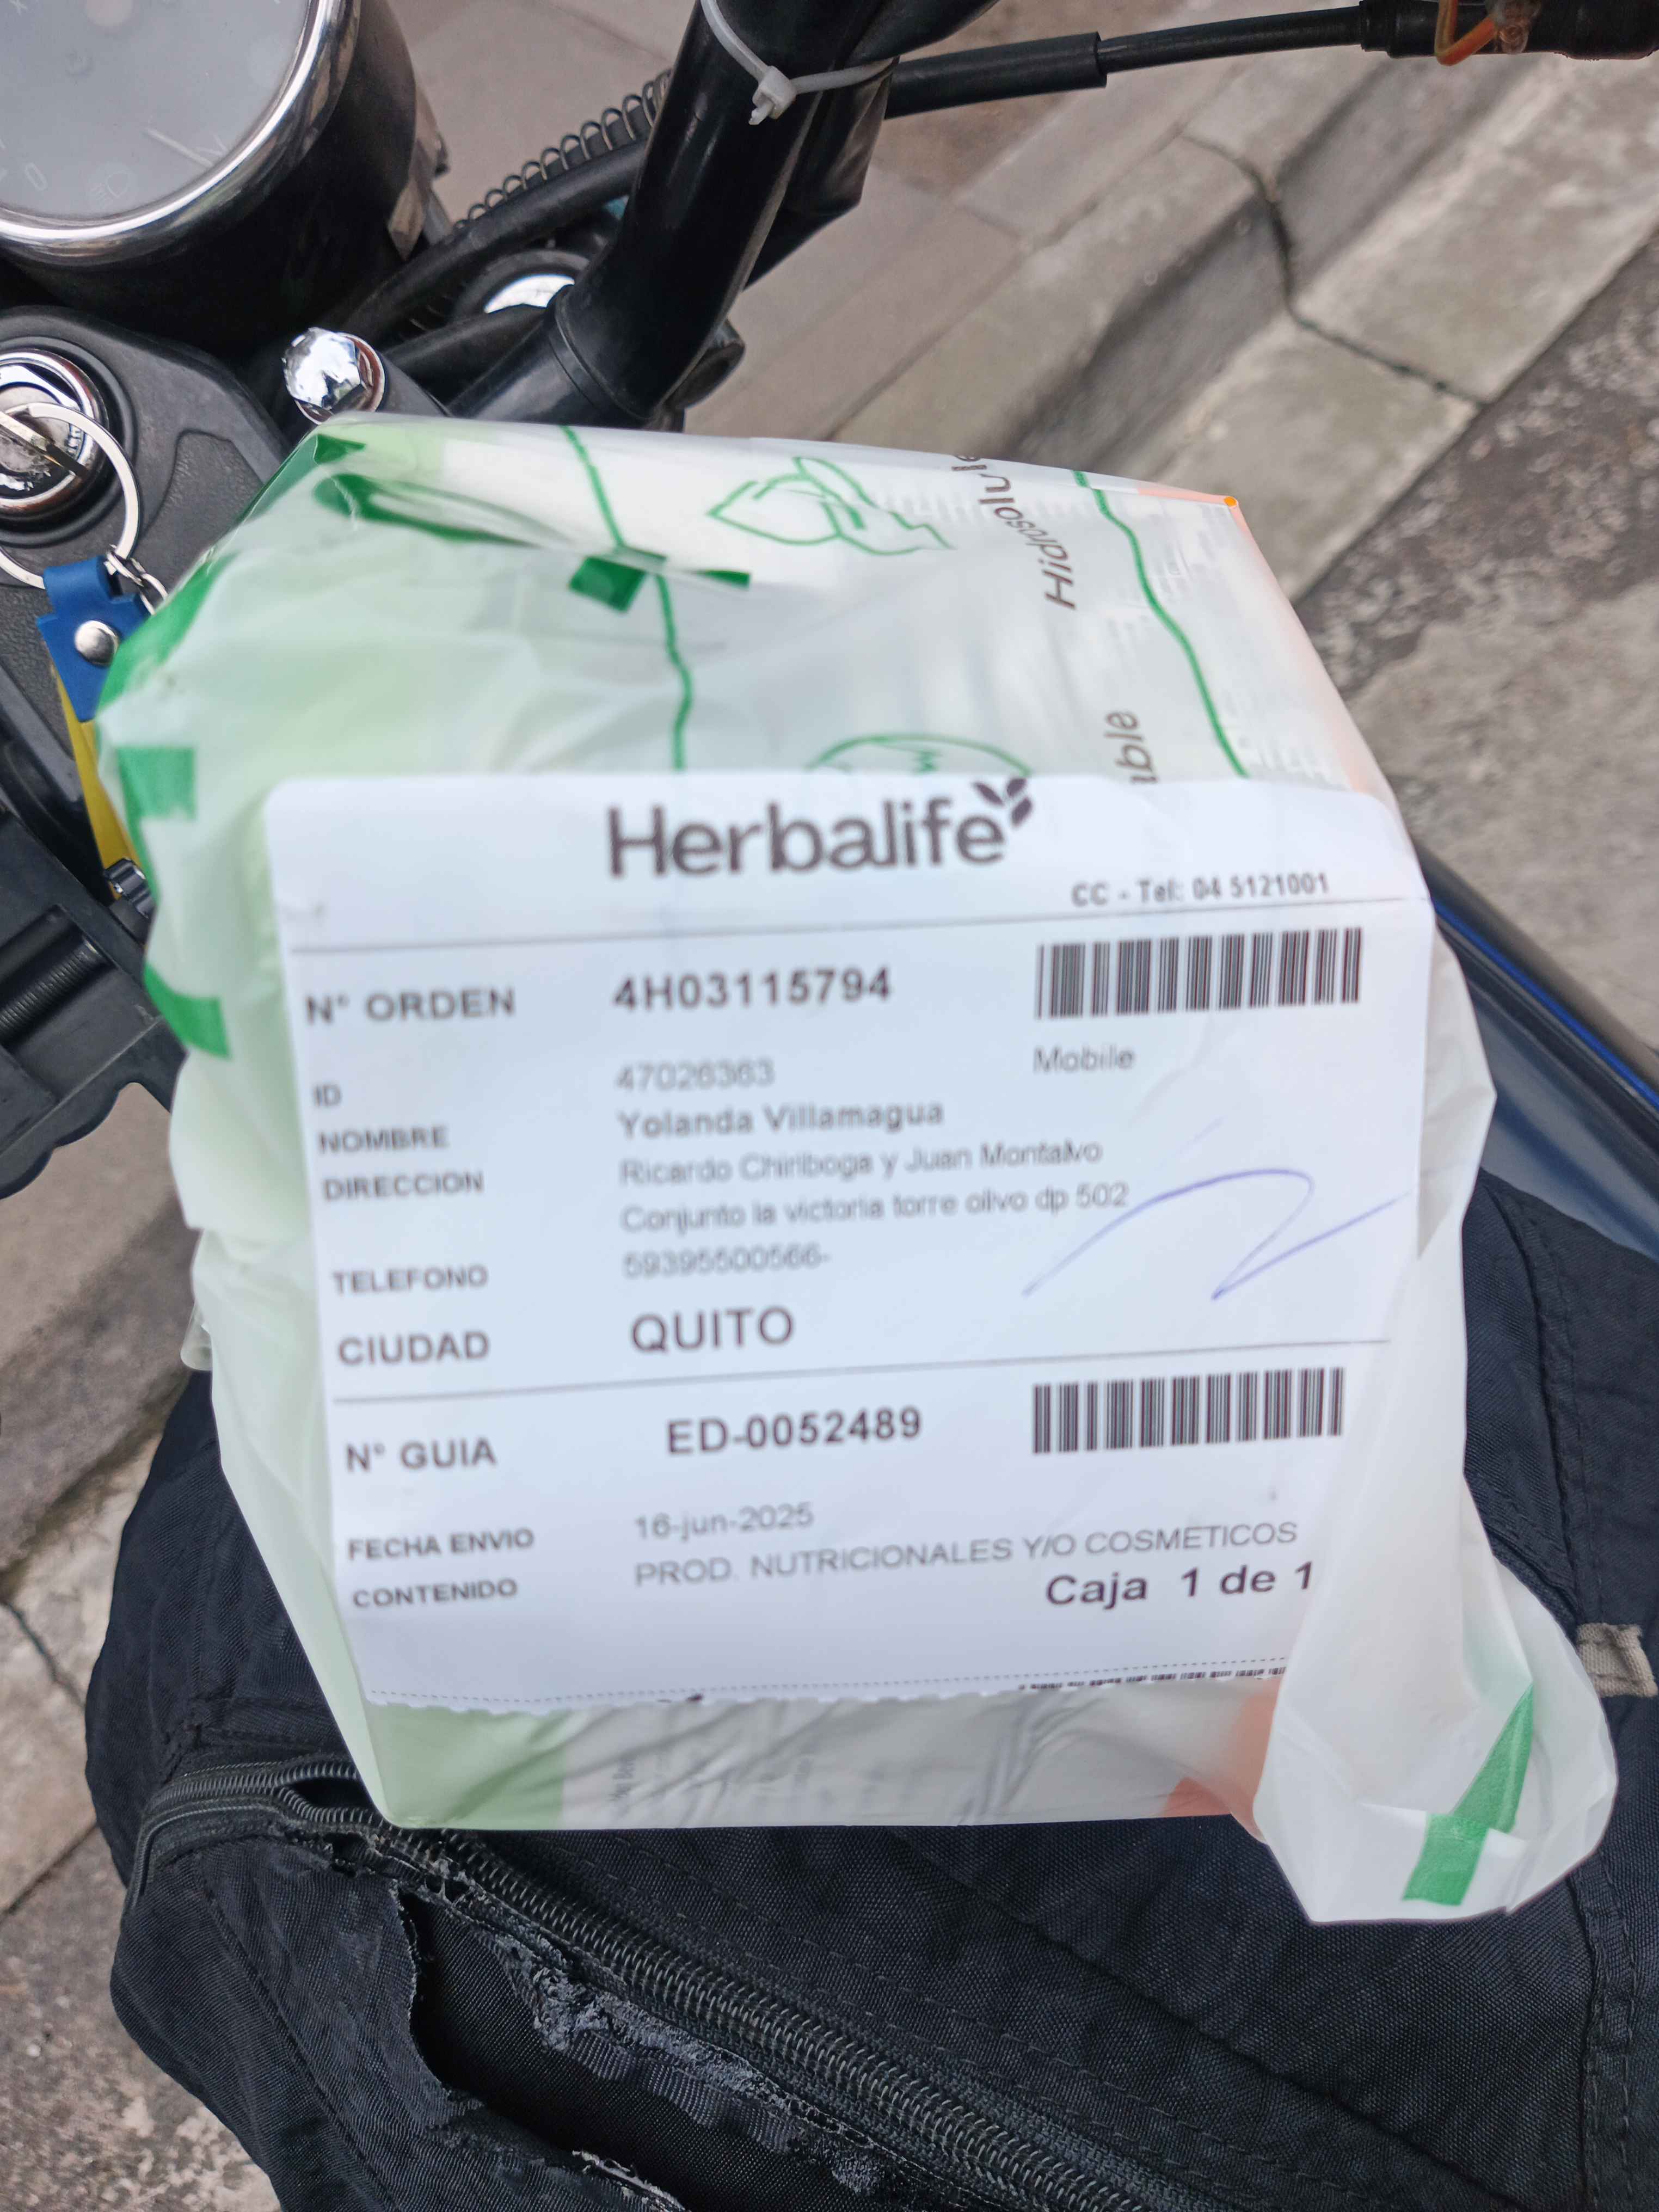 Hidrosolu
ble
Herbalife
CC - Tel: 04 5121001
N° ORDEN 4H03115794
ID 47026363 Mobile
NOMBRE Yolanda Villamagua
DIRECCION Ricardo Chiriboga y Juan Montalvo
Conjunto la victoria torre olivo dp 502
TELEFONO 59395500566-
CIUDAD QUITO
N° GUIA ED-0052489
FECHA ENVIO 16-jun-2025
CONTENIDO PROD. NUTRICIONALES Y/O COSMETICOS
Caja 1 de 1